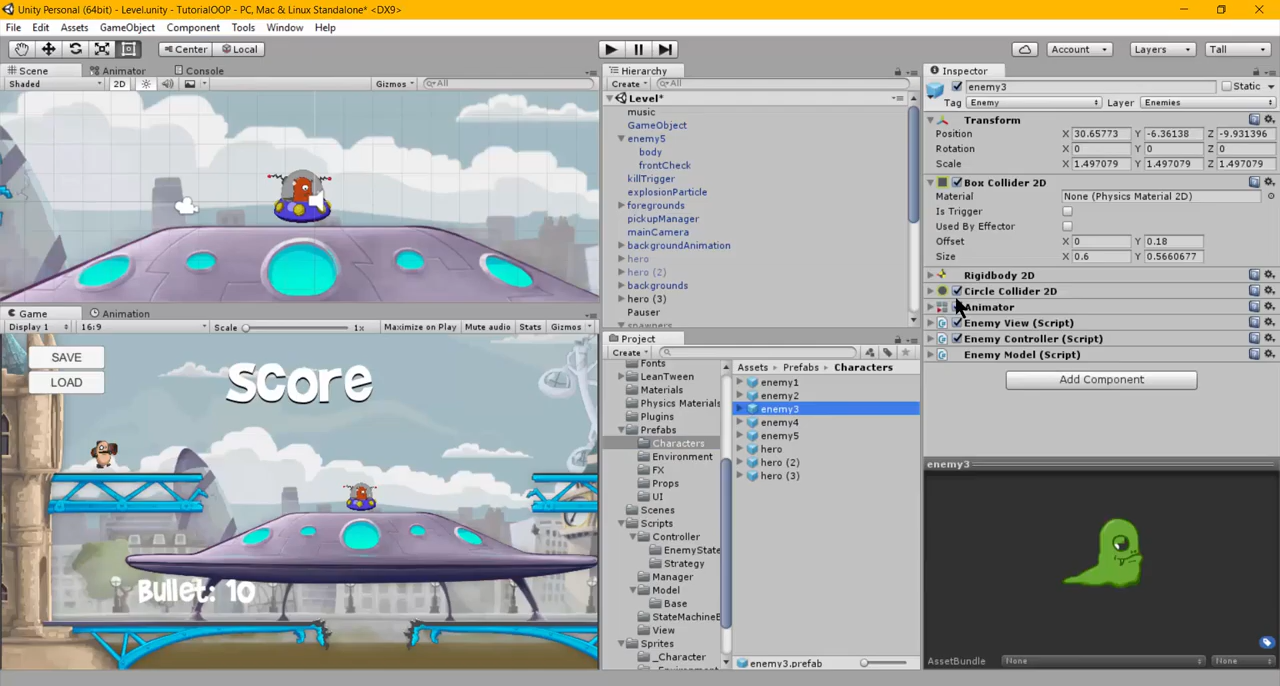 Unity Personal (64bit) - Level.unity - TutorialOOP - PC, Mac & Linux Standalone* <DX9>
File Edit Assets GameObject Component Tools Window Help
Center Local
Account Layers Tall
Scene Animator Console
Shaded 2D Gizmos All
Game Animation
Display 1 16:9 Scale 1x Maximize on Play Mute audio Stats Gizmos
SAVE
LOAD
Score
Bullet: 10
Hierarchy
Create All
Level*
music
GameObject
enemy5
body
frontCheck
killTrigger
explosionParticle
foregrounds
pickupManager
mainCamera
backgroundAnimation
hero
hero (2)
backgrounds
hero (3)
Pauser
spawners
Project
Create
Fonts
LeanTween
Materials
Physics Materials
Plugins
Prefabs
Characters
Environment
FX
Props
UI
Scenes
Scripts
Controller
EnemyState
Strategy
Manager
Model
Base
StateMachineB
View
Sprites
_Character
Assets Prefabs Characters
enemy1
enemy2
enemy3
enemy4
enemy5
hero
hero (2)
hero (3)
enemy3.prefab
Inspector
enemy3 Static
Tag Enemy Layer Enemies
Transform
Position X 30.65773 Y -6.36138 Z -9.931396
Rotation X 0 Y 0 Z 0
Scale X 1.497079 Y 1.497079 Z 1.497079
Box Collider 2D
Material None (Physics Material 2D)
Is Trigger
Used By Effector
Offset X 0 Y 0.18
Size X 0.6 Y 0.5660677
Rigidbody 2D
Circle Collider 2D
Animator
Enemy View (Script)
Enemy Controller (Script)
Enemy Model (Script)
Add Component
enemy3
AssetBundle None None